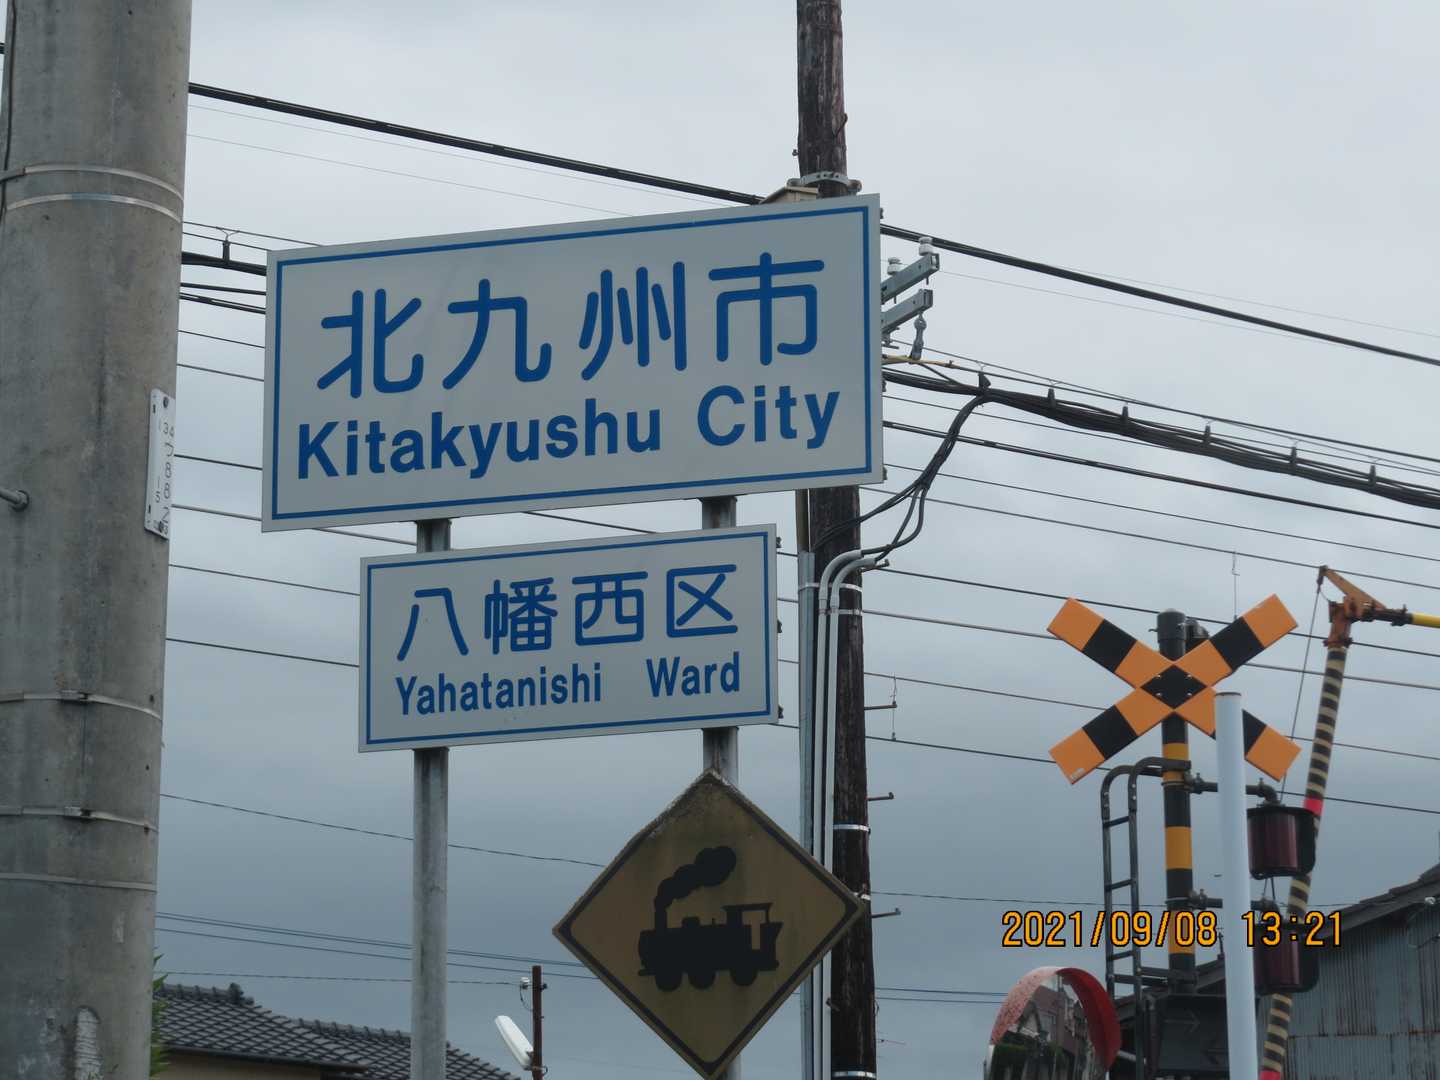 北九州市
Kitakyushu City
八幡西区
Yahatanishi Ward
2021/09/08 13:21